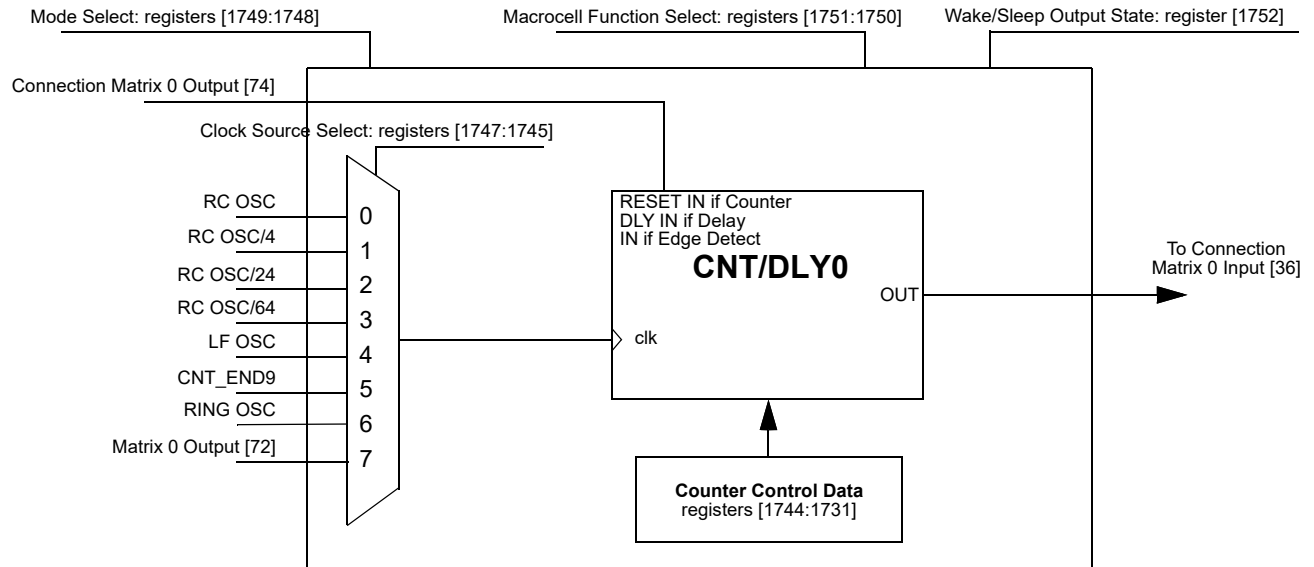 Mode Select: registers [1749:1748]
Macrocell Function Select: registers [1751:1750]
Wake/Sleep Output State: register [1752]
Connection Matrix 0 Output [74]
Clock Source Select: registers [1747:1745]
RC OSC
0
RC OSC/4
1
RC OSC/24
2
RC OSC/64
3
LF OSC
4
CNT_END9
5
RING OSC
6
Matrix 0 Output [72]
7
RESET IN if Counter
DLY IN if Delay
IN if Edge Detect
CNT/DLY0
OUT
clk
To Connection
Matrix 0 Input [36]
Counter Control Data
registers [1744:1731]